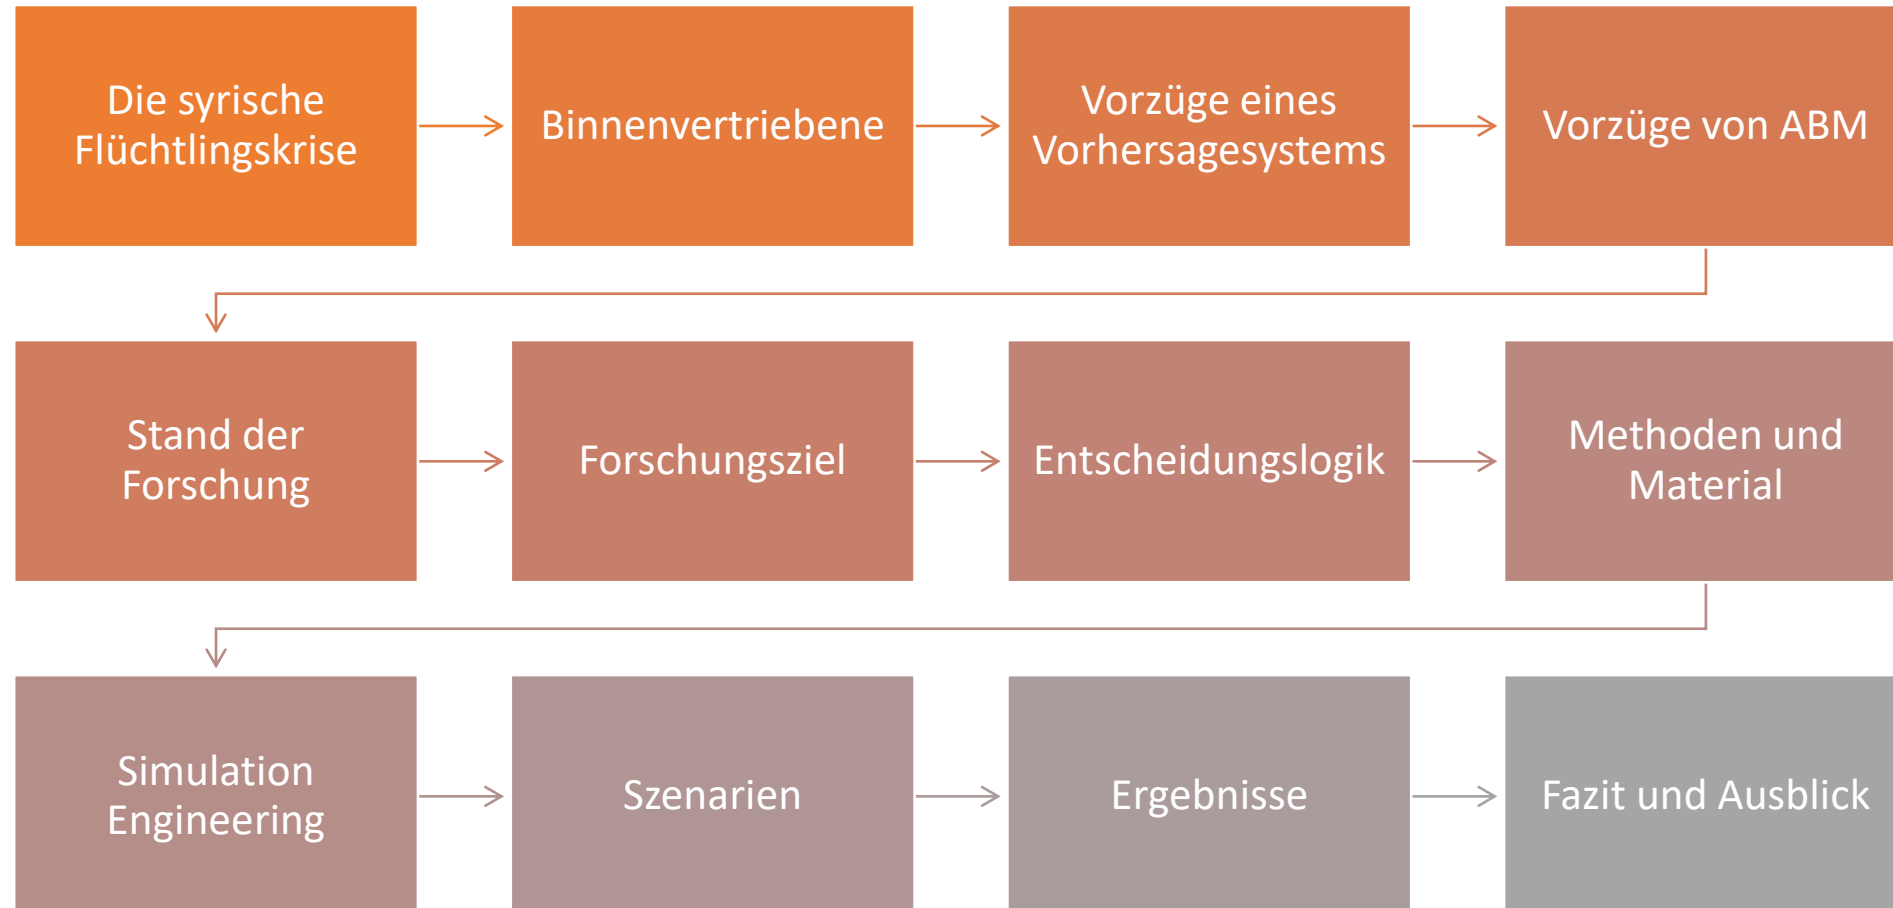 Die syrische
Flüchtlingskrise
Binnenvertriebene
Vorzüge eines
Vorhersagesystems
Vorzüge von ABM
Stand der
Forschung
Forschungsziel
Entscheidungslogik
Methoden und
Material
Simulation
Engineering
Szenarien
Ergebnisse
Fazit und Ausblick